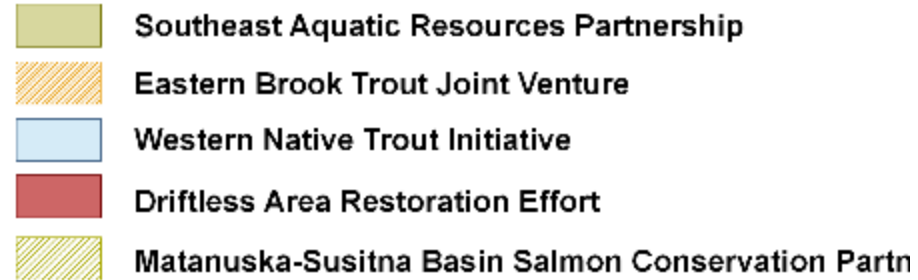 Southeast Aquatic Resources Partnership
Eastern Brook Trout Joint Venture
Western Native Trout Initiative
Driftless Area Restoration Effort
Matanuska-Susitna Basin Salmon Conservation Partn